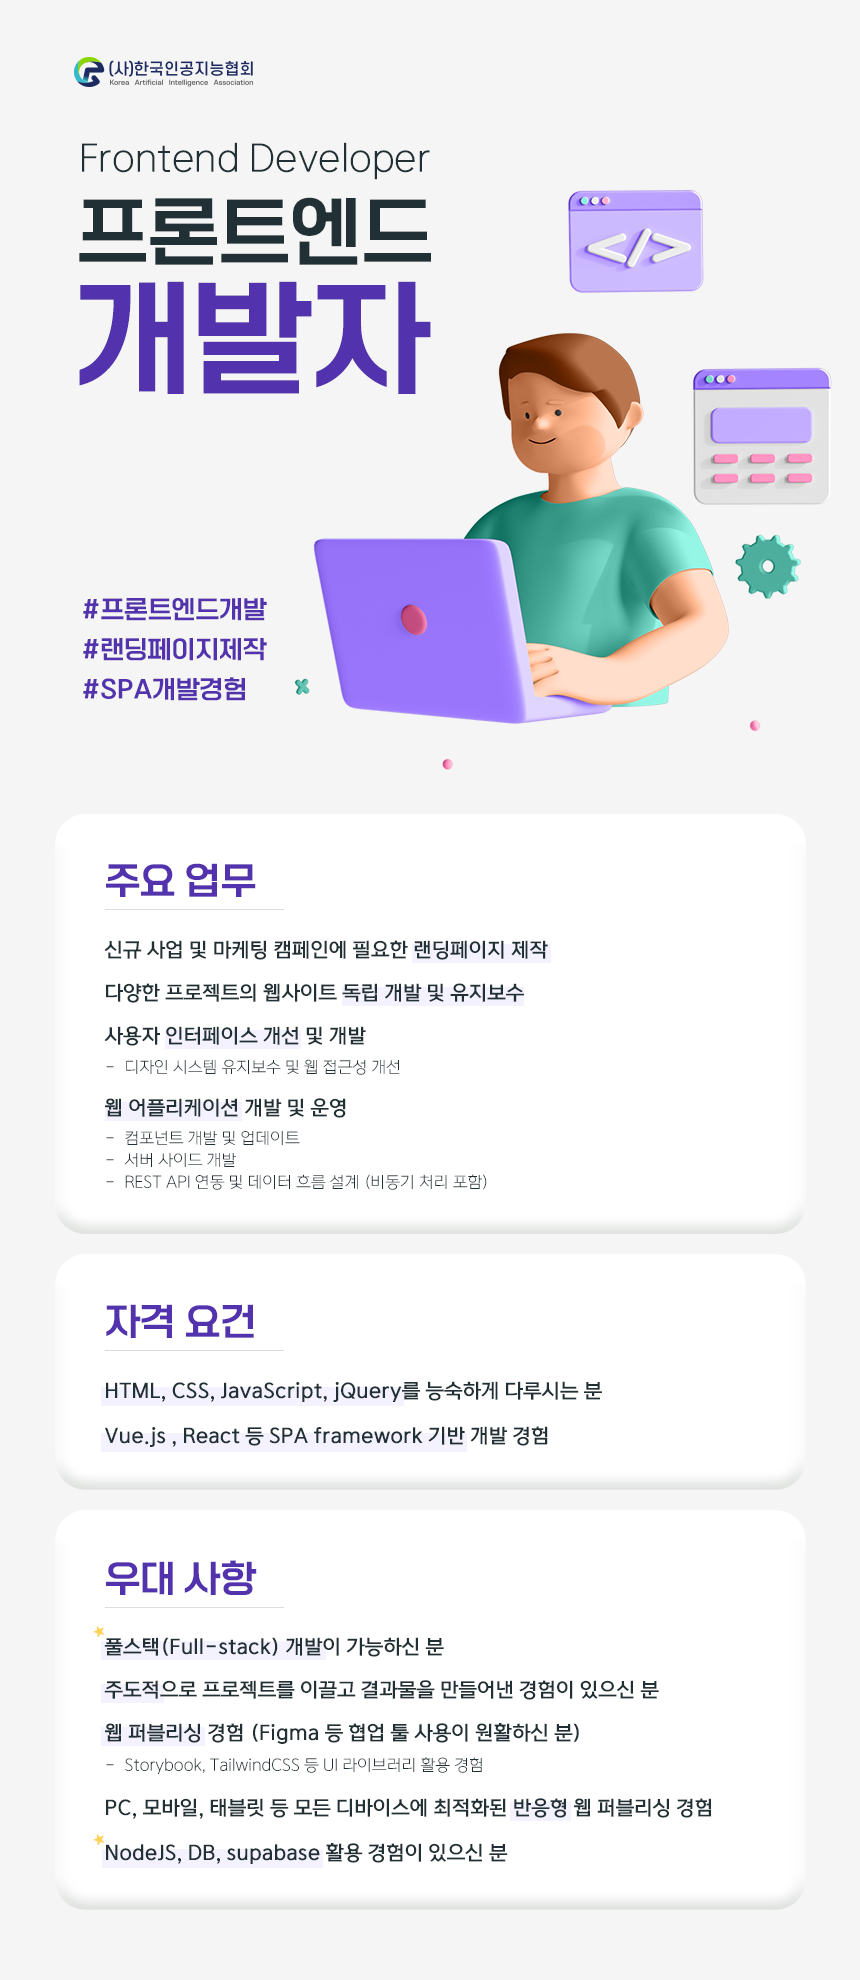 (사)한국인공지능협회
Korea Artificial Intelligence Association
Frontend Developer
프론트엔드
개발자
</>
#프론트엔드개발
#랜딩페이지제작
#SPA개발경험
주요 업무
신규 사업 및 마케팅 캠페인에 필요한 랜딩페이지 제작
다양한 프로젝트의 웹사이트 독립 개발 및 유지보수
사용자 인터페이스 개선 및 개발
- 디자인 시스템 유지보수 및 웹 접근성 개선
웹 어플리케이션 개발 및 운영
- 컴포넌트 개발 및 업데이트
- 서버 사이드 개발
- REST API 연동 및 데이터 흐름 설계 (비동기 처리 포함)
자격 요건
HTML, CSS, JavaScript, jQuery를 능숙하게 다루시는 분
Vue.js , React 등 SPA framework 기반 개발 경험
우대 사항
풀스택(Full-stack) 개발이 가능하신 분
주도적으로 프로젝트를 이끌고 결과물을 만들어낸 경험이 있으신 분
웹 퍼블리싱 경험 (Figma 등 협업 툴 사용이 원활하신 분)
- Storybook, TailwindCSS 등 UI 라이브러리 활용 경험
PC, 모바일, 태블릿 등 모든 디바이스에 최적화된 반응형 웹 퍼블리싱 경험
NodeJS, DB, supabase 활용 경험이 있으신 분